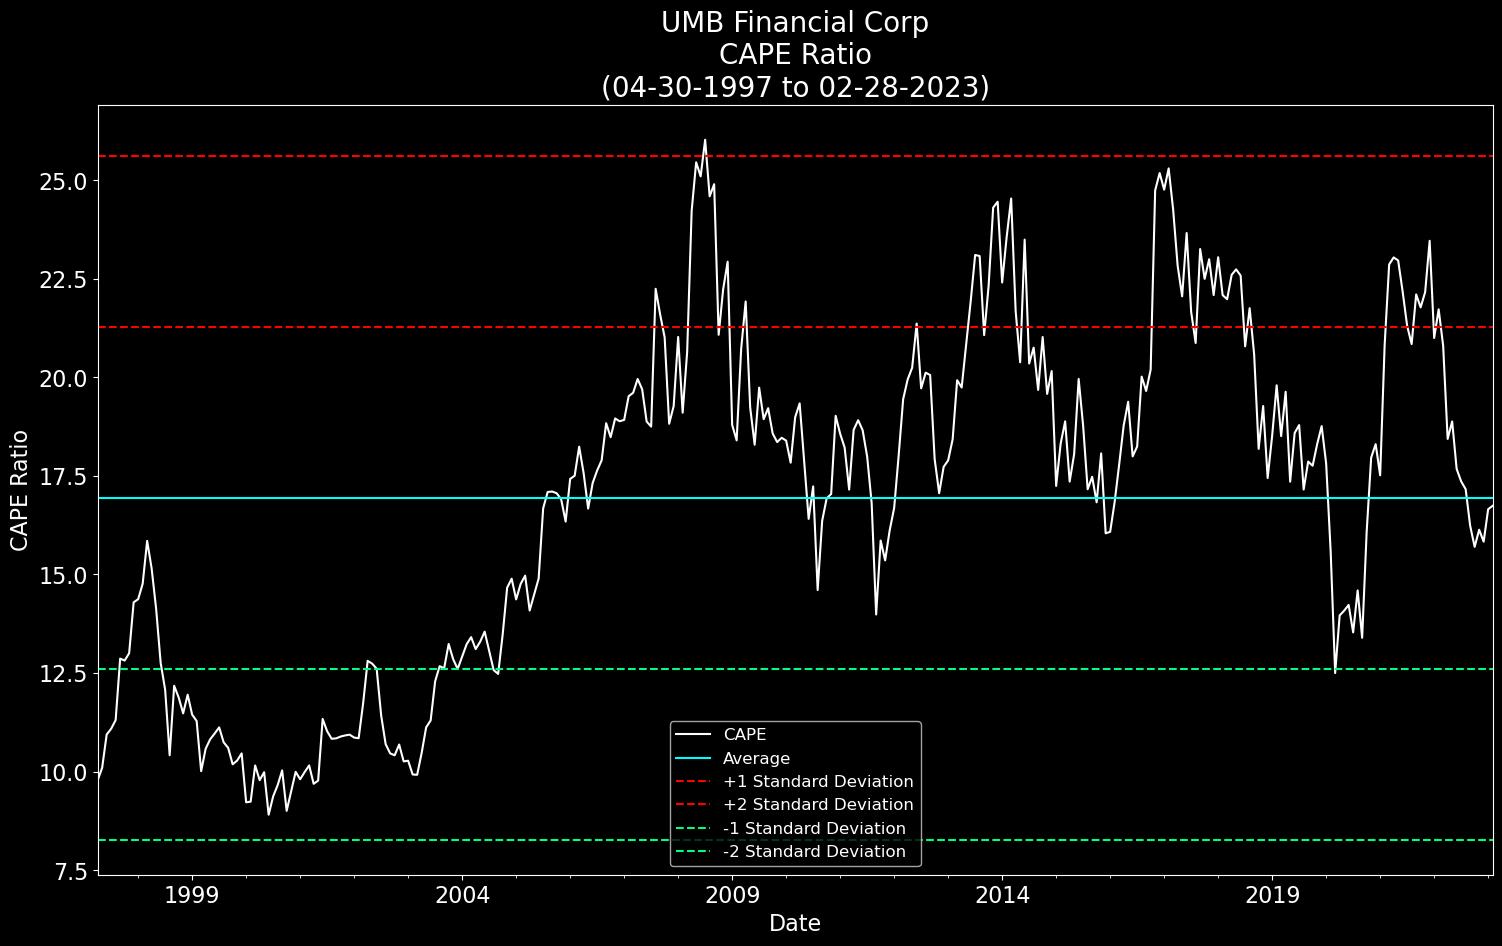 UMB Financial Corp
CAPE Ratio
(04-30-1997 to 02-28-2023)
CAPE Ratio
25.0
22.5
20.0
17.5
15.0
12.5
10.0
7.5
CAPE
Average
+1 Standard Deviation
+2 Standard Deviation
-1 Standard Deviation
-2 Standard Deviation
1999 2004 2009 2014 2019
Date